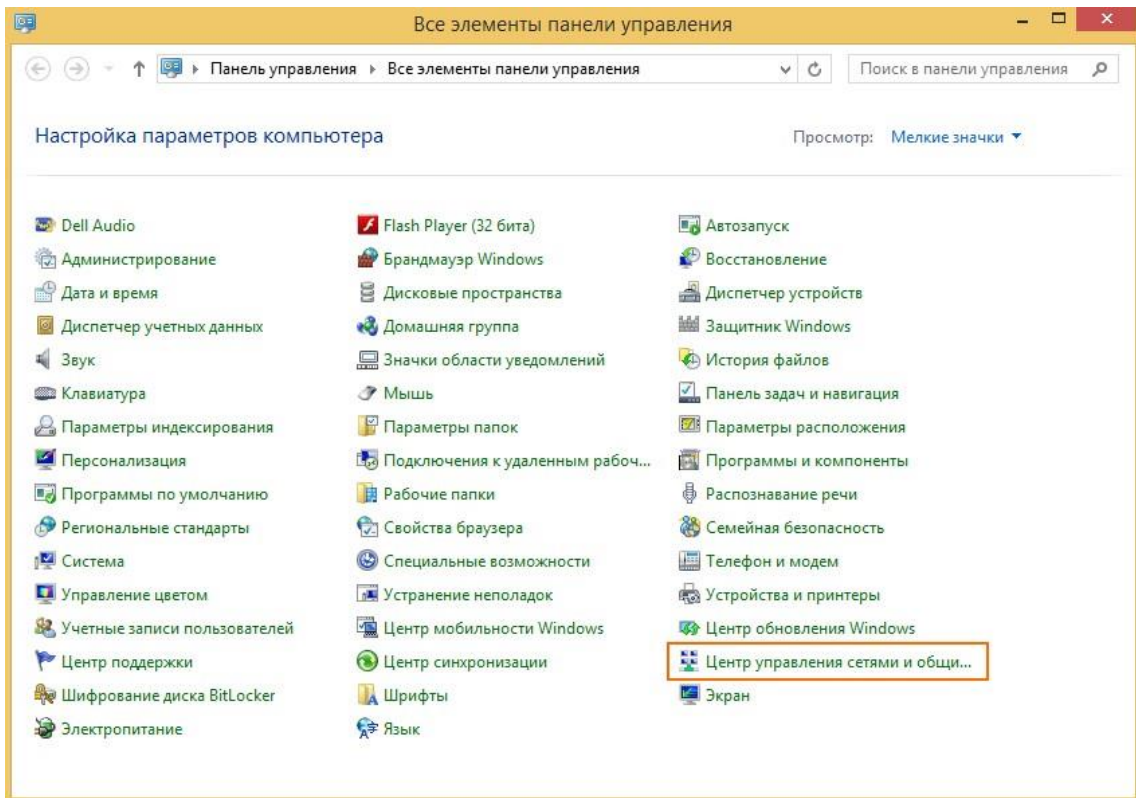 Все элементы панели управления
Панель управления Все элементы панели управления
Поиск в панели управления
Настройка параметров компьютера
Просмотр: Мелкие значки
Dell Audio
Flash Player (32 бита)
Автозапуск
Администрирование
Брандмауэр Windows
Восстановление
Дата и время
Дисковые пространства
Диспетчер устройств
Диспетчер учетных данных
Домашняя группа
Защитник Windows
Звук
Значки области уведомлений
История файлов
Клавиатура
Мышь
Панель задач и навигация
Параметры индексирования
Параметры папок
Параметры расположения
Персонализация
Подключения к удаленным рабоч...
Программы и компоненты
Программы по умолчанию
Рабочие папки
Распознавание речи
Региональные стандарты
Свойства браузера
Семейная безопасность
Система
Специальные возможности
Телефон и модем
Управление цветом
Устранение неполадок
Устройства и принтеры
Учетные записи пользователей
Центр мобильности Windows
Центр обновления Windows
Центр поддержки
Центр синхронизации
Центр управления сетями и общи...
Шифрование диска BitLocker
Шрифты
Экран
Электропитание
Язык